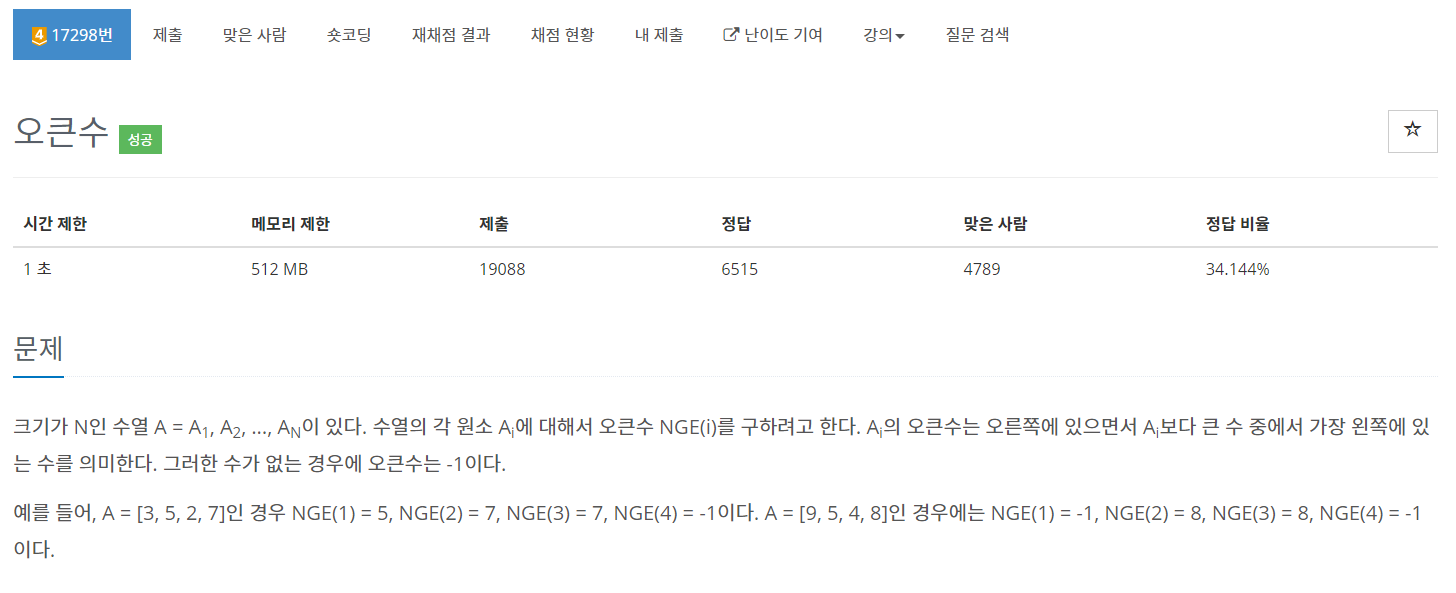 4 17298번 제출 맞은 사람 숏코딩 재채점 결과 채점 현황 내 제출 난이도 기여 강의 질문 검색
오큰수 성공
시간 제한 메모리 제한 제출 정답 맞은 사람 정답 비율
1 초 512 MB 19088 6515 4789 34.144%
문제
크기가 N인 수열 A = A1, A2, ..., AN이 있다. 수열의 각 원소 Ai에 대해서 오큰수 NGE(i)를 구하려고 한다. Ai의 오큰수는 오른쪽에 있으면서 Ai보다 큰 수 중에서 가장 왼쪽에 있
는 수를 의미한다. 그러한 수가 없는 경우에 오큰수는 -1이다.
예를 들어, A = [3, 5, 2, 7]인 경우 NGE(1) = 5, NGE(2) = 7, NGE(3) = 7, NGE(4) = -1이다. A = [9, 5, 4, 8]인 경우에는 NGE(1) = -1, NGE(2) = 8, NGE(3) = 8, NGE(4) = -1
이다.